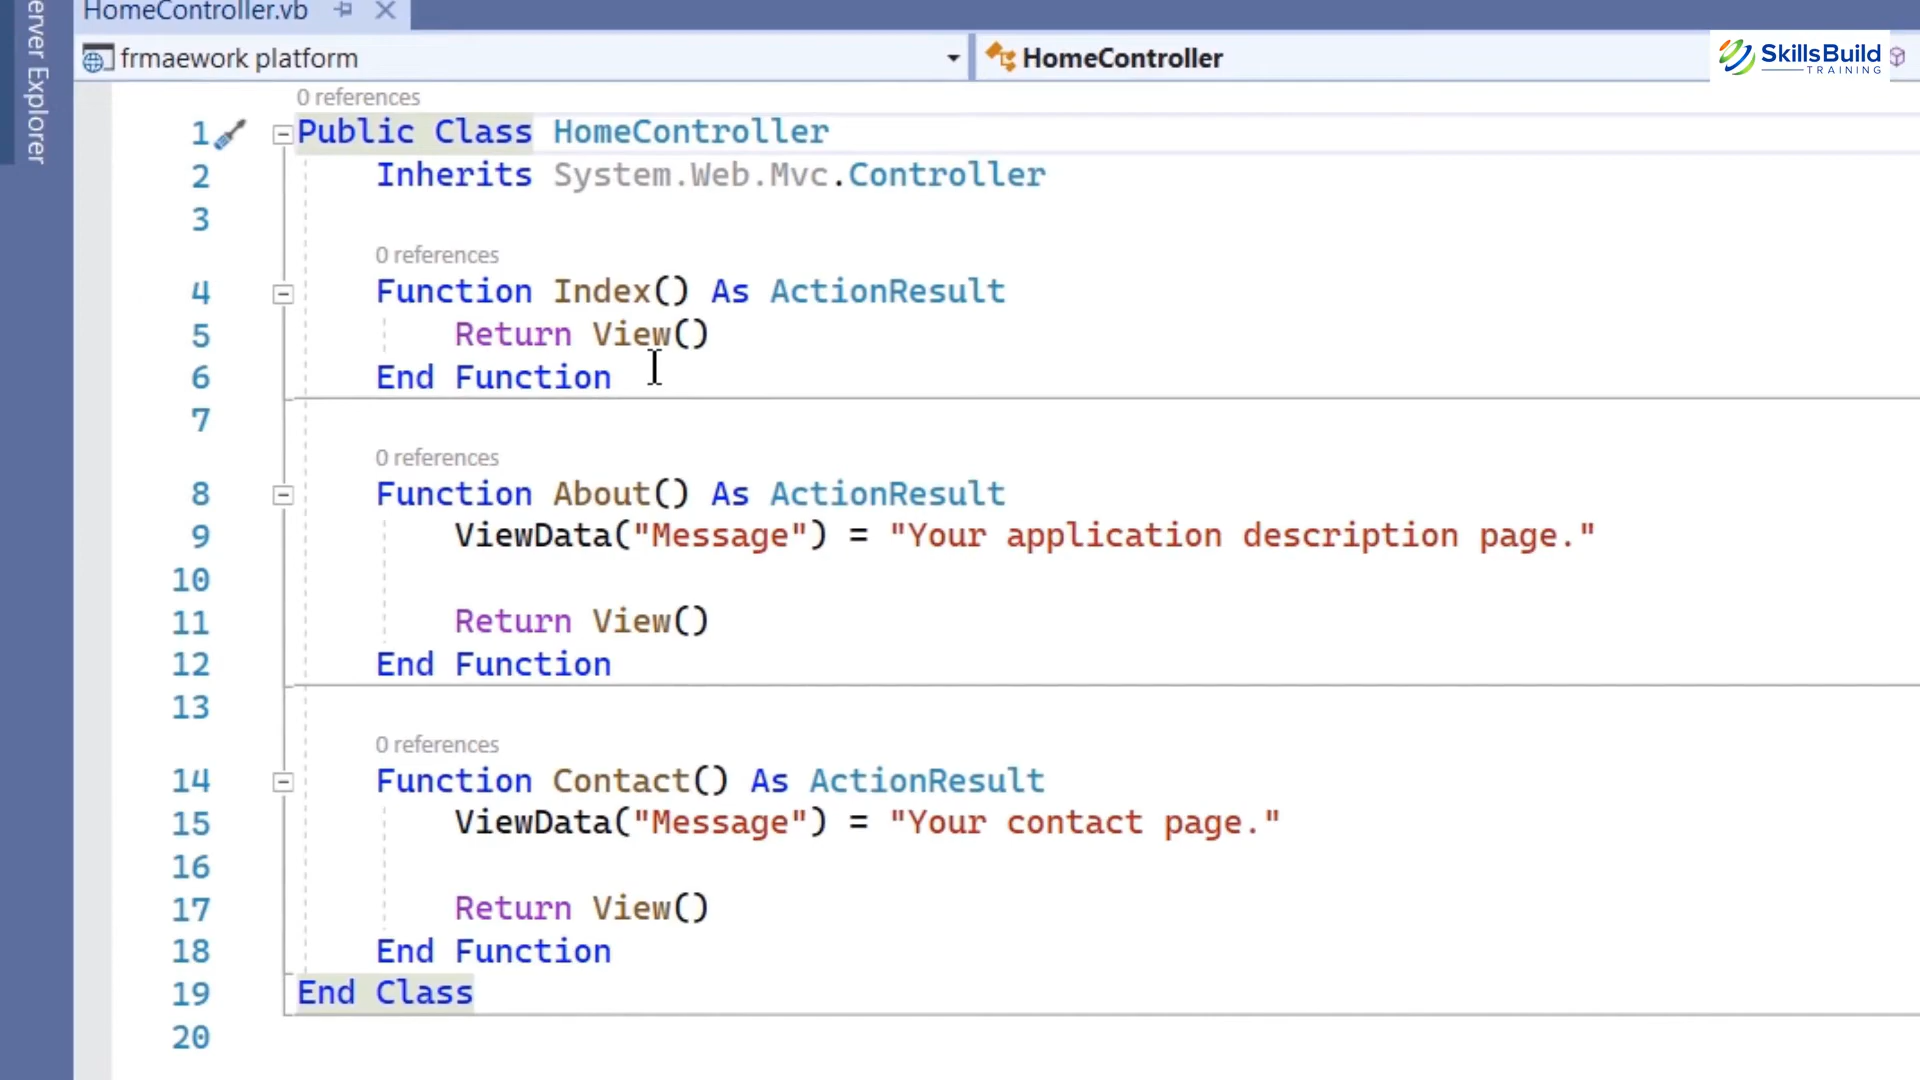 HomeController.vb
erver Explorer
frmaework platform
HomeController
SkillsBuild
TRAINING
0 references
1 Public Class HomeController
2 Inherits System.Web.Mvc.Controller
3
0 references
4 Function Index() As ActionResult
5 Return View()
6 End Function
7
0 references
8 Function About() As ActionResult
9 ViewData("Message") = "Your application description page."
10
11 Return View()
12 End Function
13
0 references
14 Function Contact() As ActionResult
15 ViewData("Message") = "Your contact page."
16
17 Return View()
18 End Function
19 End Class
20